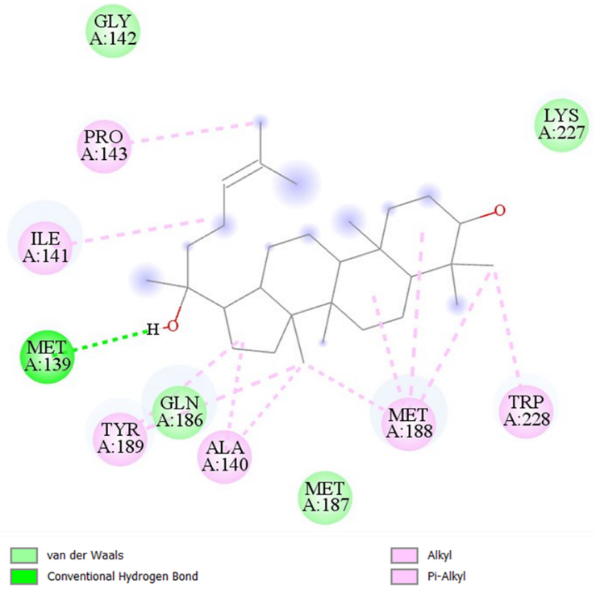 GLY
A:142
PRO
A:143
LYS
A:227
ILE
A:141
O
H
O
MET
A:139
GLN
A:186
TYR
A:189
ALA
A:140
MET
A:188
TRP
A:228
MET
A:187
van der Waals
Conventional Hydrogen Bond
Alkyl
Pi-Alkyl